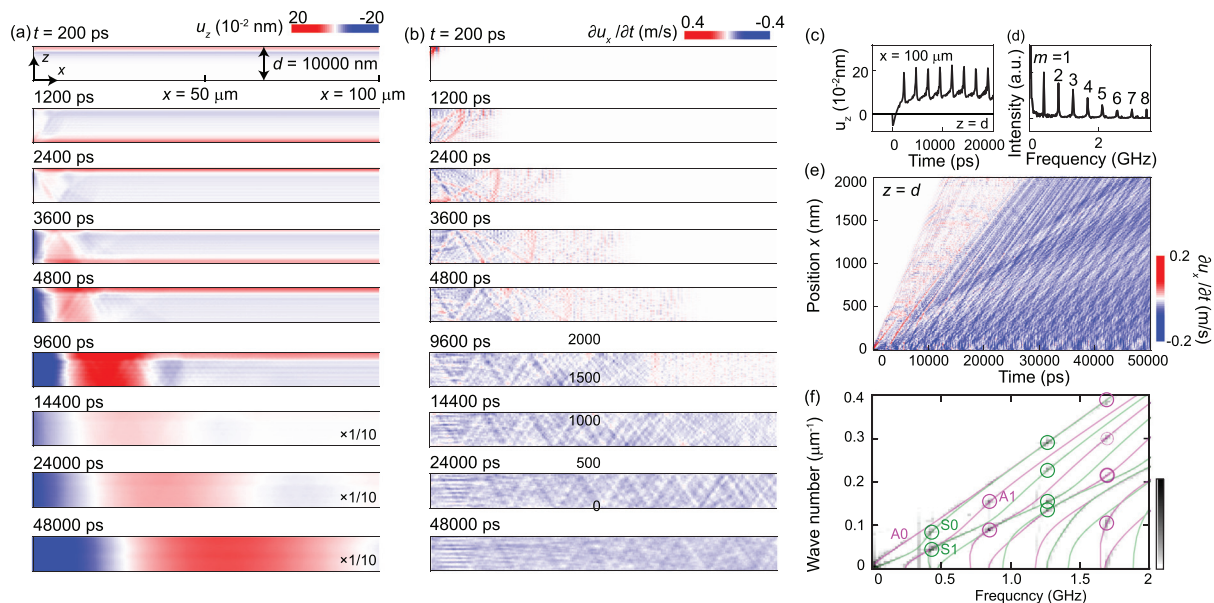 (a)
u_z (10⁻² nm)
20
-20
t = 200 ps
z
x
d = 10000 nm
x = 50 μm
x = 100 μm
1200 ps
2400 ps
3600 ps
4800 ps
9600 ps
14400 ps
×1/10
24000 ps
×1/10
48000 ps
×1/10
(b)
∂u_x /∂t (m/s)
0.4
-0.4
t = 200 ps
1200 ps
2400 ps
3600 ps
4800 ps
9600 ps
2000
1500
14400 ps
1000
24000 ps
500
0
48000 ps
(c)
x = 100 μm
20
10
0
u_z (10⁻²nm)
z = d
0
10000
20000
Time (ps)
(d)
m = 1
2
3
4
5
6
7
8
Intensity (a.u.)
2
Frequency (GHz)
(e)
z = d
2000
1500
1000
500
0
Position x (nm)
0
10000
20000
30000
40000
50000
Time (ps)
0.2
-0.2
∂u_x /∂t (m/s)
(f)
0.4
0.3
0.2
0.1
0
Wave number (μm⁻¹)
A1
S0
A0
S1
0
0.5
1.0
1.5
2
Frequncy (GHz)